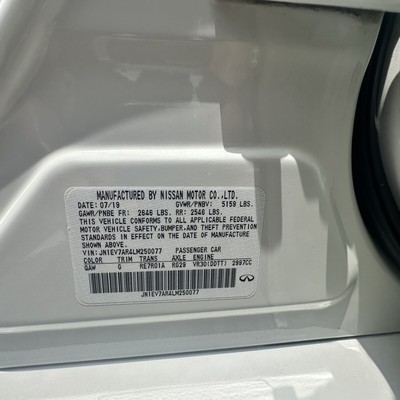 MANUFACTURED BY NISSAN MOTOR CO.,LTD.
DATE: 07/19 GVWR/PNBV: 5159 LBS.
GAWR/PNBE FR: 2646 LBS. RR: 2546 LBS.
THIS VEHICLE CONFORMS TO ALL APPLICABLE FEDERAL
MOTOR VEHICLE SAFETY, BUMPER, AND THEFT PREVENTION
STANDARDS IN EFFECT ON THE DATE OF MANUFACTURE
SHOWN ABOVE.
VIN: JN1EV7AR4LM250077 PASSENGER CAR
COLOR TRIM TRANS AXLE ENGINE
QAW G RE7R01A R029 VR30(DDTT) 2997CC
JN1EV7AR4LM250077